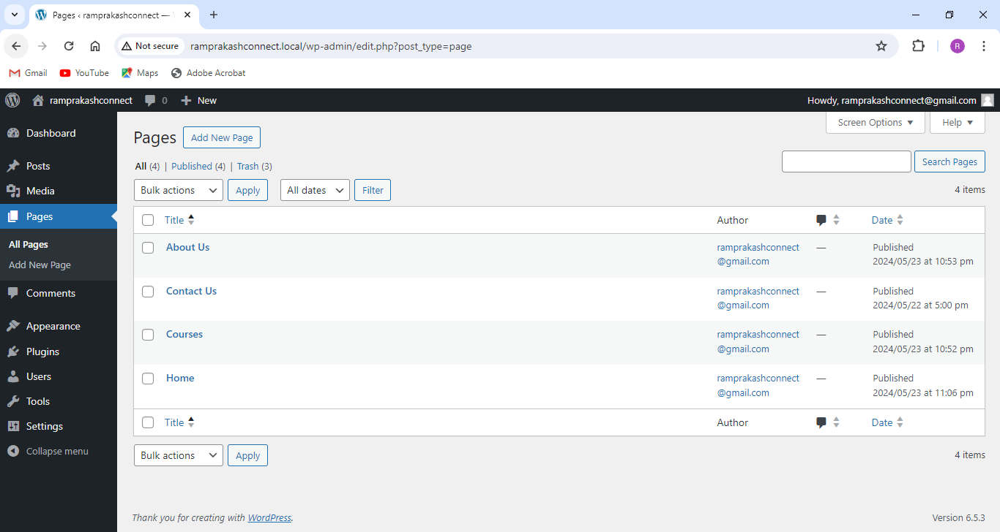 Pages ‹ ramprakashconnect —
Not secure ramprakashconnect.local/wp-admin/edit.php?post_type=page
R
Gmail YouTube Maps Adobe Acrobat
ramprakashconnect 0 New Howdy, ramprakashconnect@gmail.com
Dashboard
Posts
Media
Pages
All Pages
Add New Page
Comments
Appearance
Plugins
Users
Tools
Settings
Collapse menu
Screen Options Help
Pages Add New Page
All (4) | Published (4) | Trash (3)
Search Pages
Bulk actions Apply All dates Filter 4 items
Title Author Date
About Us ramprakashconnect — Published
@gmail.com 2024/05/23 at 10:53 pm
Contact Us ramprakashconnect — Published
@gmail.com 2024/05/22 at 5:00 pm
Courses ramprakashconnect — Published
@gmail.com 2024/05/23 at 10:52 pm
Home ramprakashconnect — Published
@gmail.com 2024/05/23 at 11:06 pm
Title Author Date
Bulk actions Apply 4 items
Thank you for creating with WordPress. Version 6.5.3